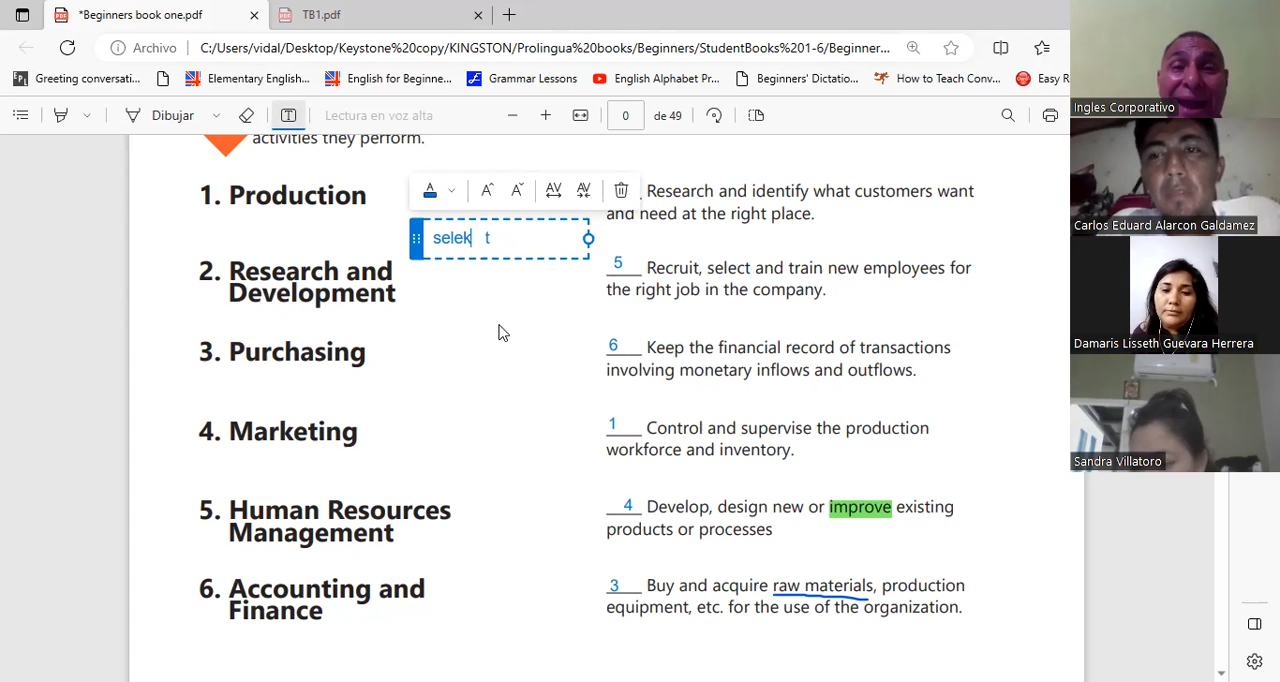 *Beginners book one.pdf
TB1.pdf
Archivo
C:/Users/vidal/Desktop/Keystone%20copy/KINGSTON/Prolingua%20books/Beginners/StudentBooks%201-6/Beginner...
Greeting conversati...
Elementary English...
English for Beginne...
Grammar Lessons
English Alphabet Pr...
Beginners' Dictatio...
How to Teach Conv...
Easy R
Dibujar
Lectura en voz alta
0
de 49
activities they perform.
1. Production
Research and identify what customers want
and need at the right place.
selek t
2. Research and
Development
5 Recruit, select and train new employees for
the right job in the company.
3. Purchasing
6 Keep the financial record of transactions
involving monetary inflows and outflows.
4. Marketing
1 Control and supervise the production
workforce and inventory.
5. Human Resources
Management
4 Develop, design new or improve existing
products or processes
6. Accounting and
Finance
3 Buy and acquire raw materials, production
equipment, etc. for the use of the organization.
Ingles Corporativo
Carlos Eduard Alarcon Galdamez
Damaris Lisseth Guevara Herrera
Sandra Villatoro